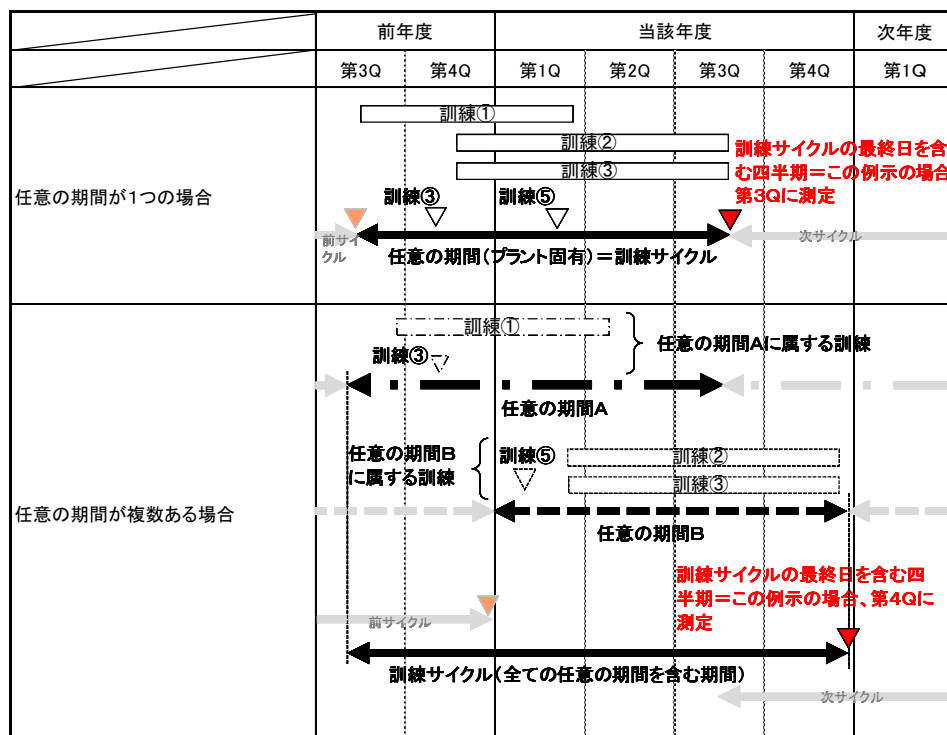 前年度 当該年度 次年度
第3Q 第4Q 第1Q 第2Q 第3Q 第4Q 第1Q
任意の期間が1つの場合
訓練①
訓練②
訓練③
訓練サイクルの最終日を含
む四半期＝この例示の場合
第3Qに測定
訓練③ 訓練⑤
前サイ
クル
次サイクル
任意の期間（プラント固有）＝訓練サイクル
任意の期間が複数ある場合
訓練①
任意の期間Aに属する訓練
訓練③
任意の期間A
任意の期間B
に属する訓練
訓練⑤
訓練②
訓練③
任意の期間B
訓練サイクルの最終日を含む四
半期＝この例示の場合、第4Qに
測定
前サイクル
訓練サイクル（全ての任意の期間を含む期間）
次サイクル